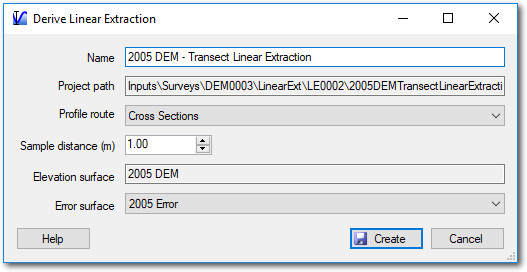 Derive Linear Extraction
Name 2005 DEM - Transect Linear Extraction
Project path Inputs\Surveys\DEM0003\LinearExt\LE0002\2005DEMTransectLinearExtracti
Profile route Cross Sections
Sample distance (m) 1.00
Elevation surface 2005 DEM
Error surface 2005 Error
Help Create Cancel